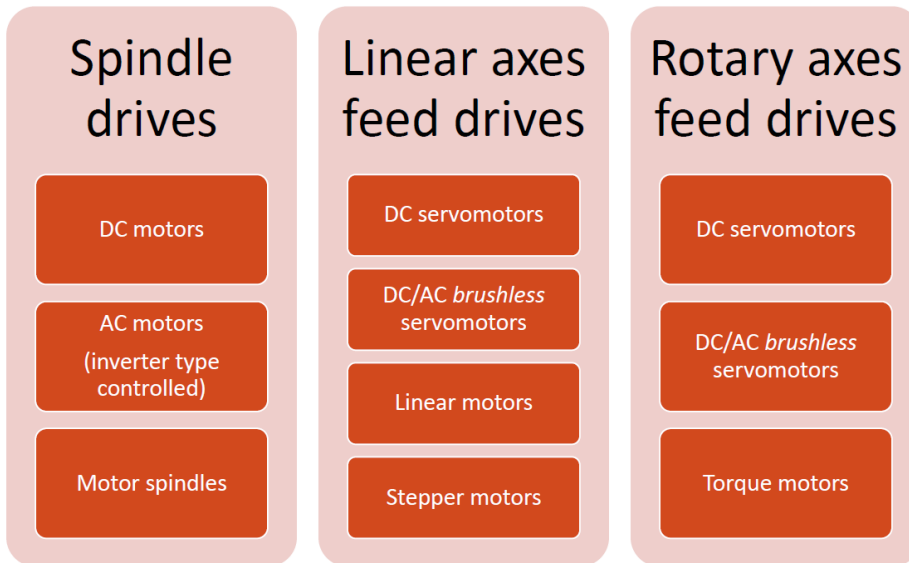 Spindle
drives
DC motors
AC motors
(inverter type
controlled)
Motor spindles
Linear axes
feed drives
DC servomotors
DC/AC brushless
servomotors
Linear motors
Stepper motors
Rotary axes
feed drives
DC servomotors
DC/AC brushless
servomotors
Torque motors